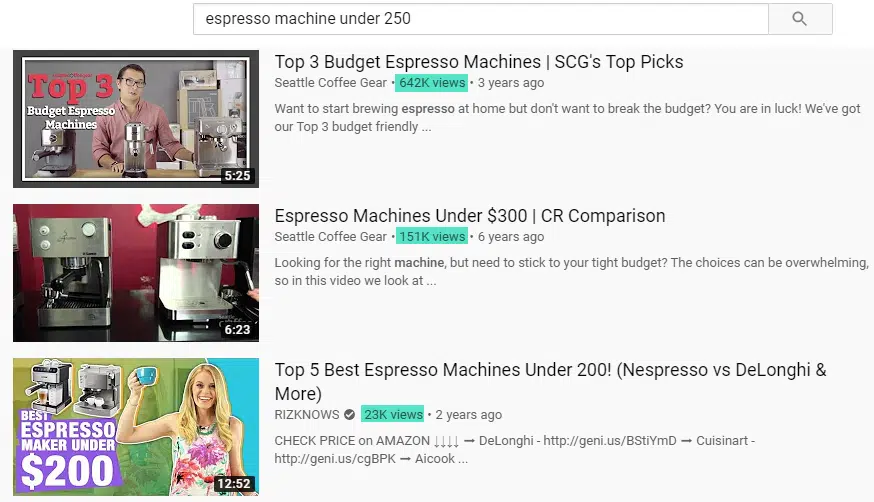 espresso machine under 250
Top 3
Budget Espresso
Machines
5:25
Top 3 Budget Espresso Machines | SCG's Top Picks
Seattle Coffee Gear • 642K views • 3 years ago
Want to start brewing espresso at home but don't want to break the budget? You are in luck! We've got
our Top 3 budget friendly ...
6:23
Espresso Machines Under $300 | CR Comparison
Seattle Coffee Gear • 151K views • 6 years ago
Looking for the right machine, but need to stick to your tight budget? The choices can be overwhelming,
so in this video we look at ...
BEST
ESPRESSO
MAKER UNDER
$200
12:52
Top 5 Best Espresso Machines Under 200! (Nespresso vs DeLonghi &
More)
RIZKNOWS 23K views • 2 years ago
CHECK PRICE on AMAZON ↓↓↓↓ ➞ DeLonghi - http://geni.us/BStiYmD ➞ Cuisinart -
http://geni.us/cgBPK ➞ Aicook ...